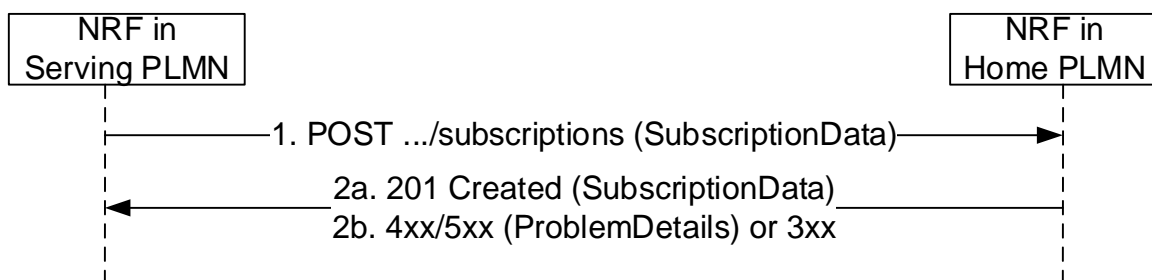 NRF in
Serving PLMN
NRF in
Home PLMN
1. POST .../subscriptions (SubscriptionData)
2a. 201 Created (SubscriptionData)
2b. 4xx/5xx (ProblemDetails) or 3xx